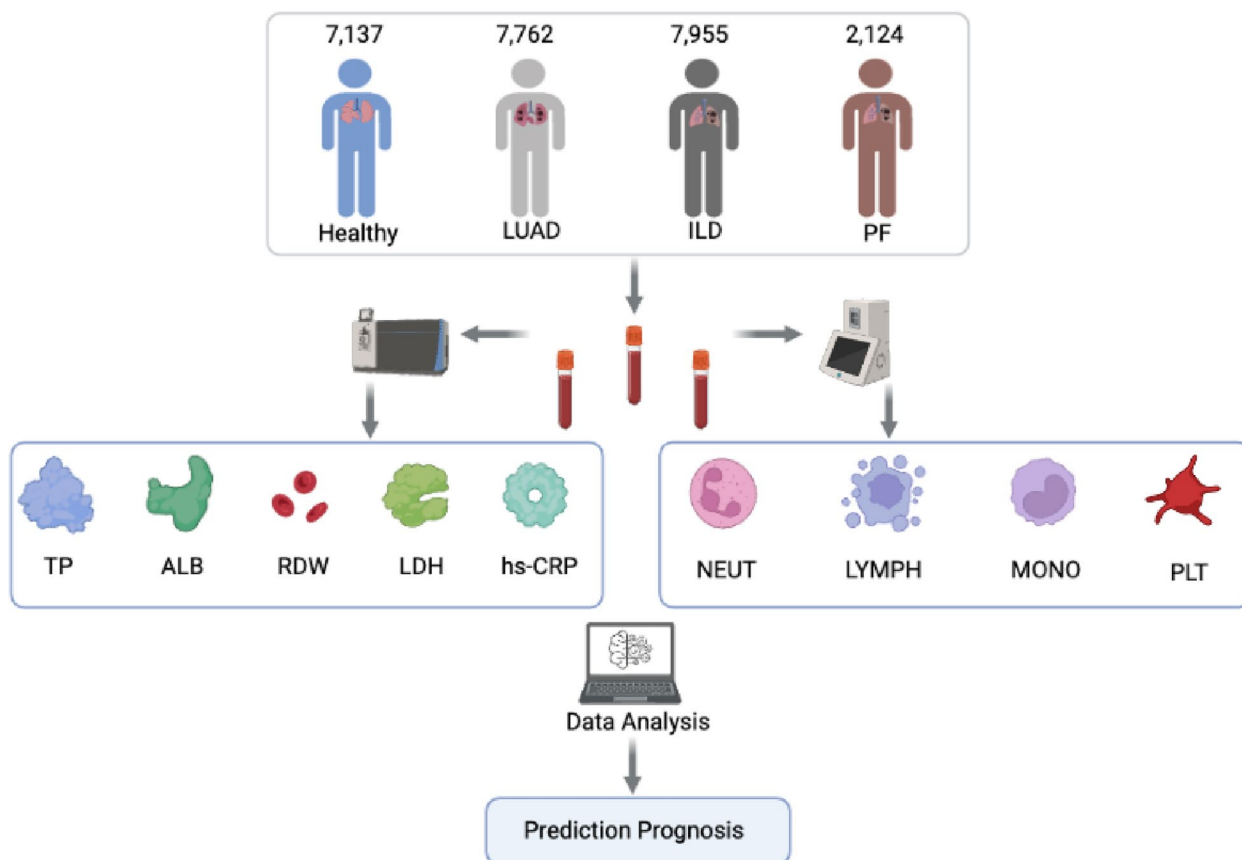 7,137 7,762 7,955 2,124
Healthy LUAD ILD PF
TP ALB RDW LDH hs-CRP
NEUT LYMPH MONO PLT
Data Analysis
Prediction Prognosis